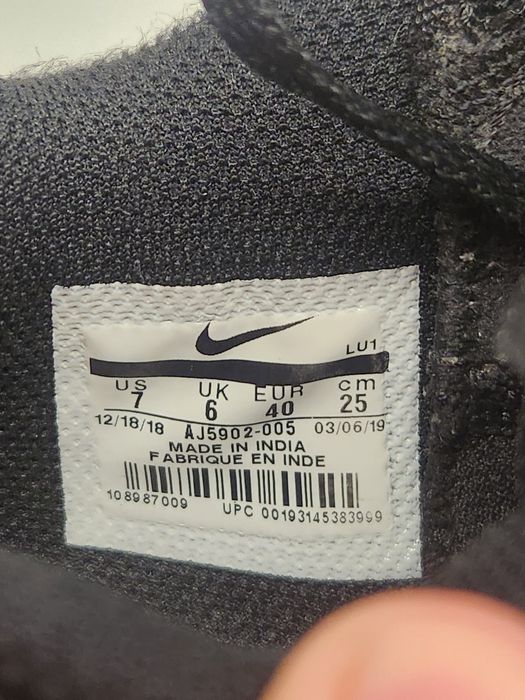 LU1
US UK EUR cm
7 6 40 25
12/18/18 AJ5902-005 03/06/19
MADE IN INDIA
FABRIQUE EN INDE
108987009 UPC 00193145383999